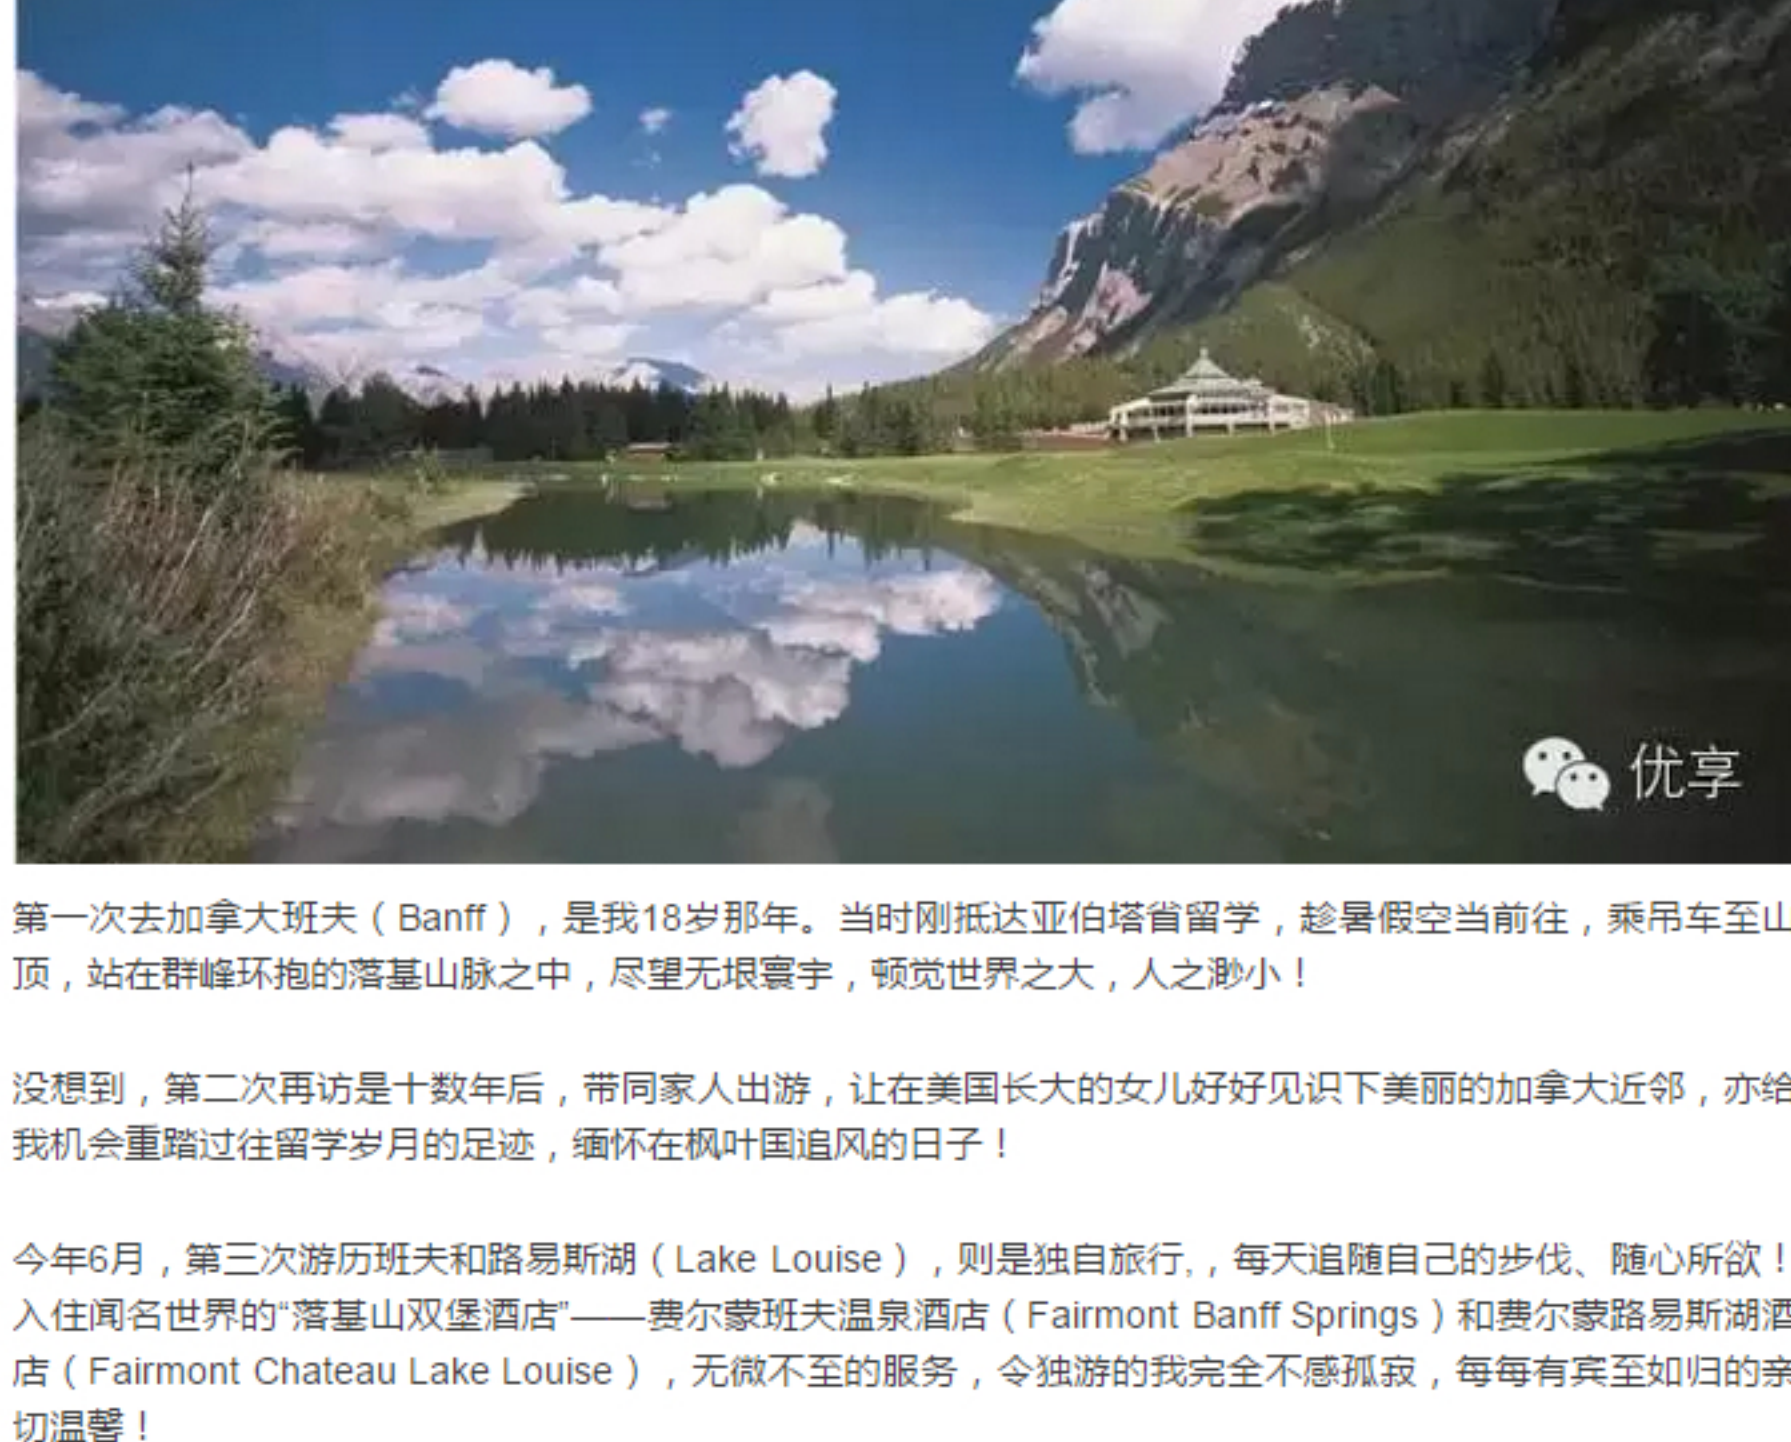 优享
第一次去加拿大班夫（Banff），是我18岁那年。当时刚抵达亚伯塔省留学，趁暑假空当前往，乘吊车至山
顶，站在群峰环抱的落基山脉之中，尽望无垠寰宇，顿觉世界之大，人之渺小！
没想到，第二次再访是十数年后，带同家人出游，让在美国长大的女儿好好见识下美丽的加拿大近邻，亦给
我机会重踏过往留学岁月的足迹，缅怀在枫叶国追风的日子！
今年6月，第三次游历班夫和路易斯湖（Lake Louise），则是独自旅行,，每天追随自己的步伐、随心所欲！
入住闻名世界的“落基山双堡酒店”——费尔蒙班夫温泉酒店（Fairmont Banff Springs）和费尔蒙路易斯湖酒
店（Fairmont Chateau Lake Louise），无微不至的服务，令独游的我完全不感孤寂，每每有宾至如归的亲
切温馨！